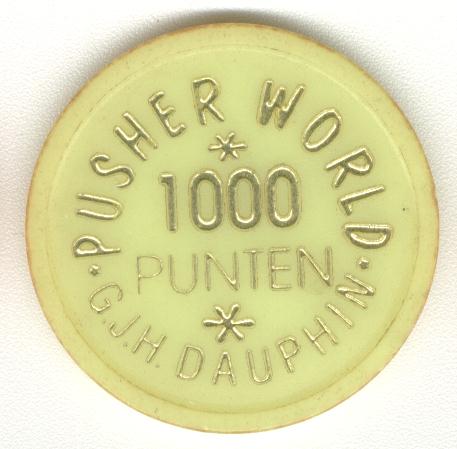 PUSHER WORLD
*
1000
PUNTEN
*
• G.J.H. DAUPHIN •